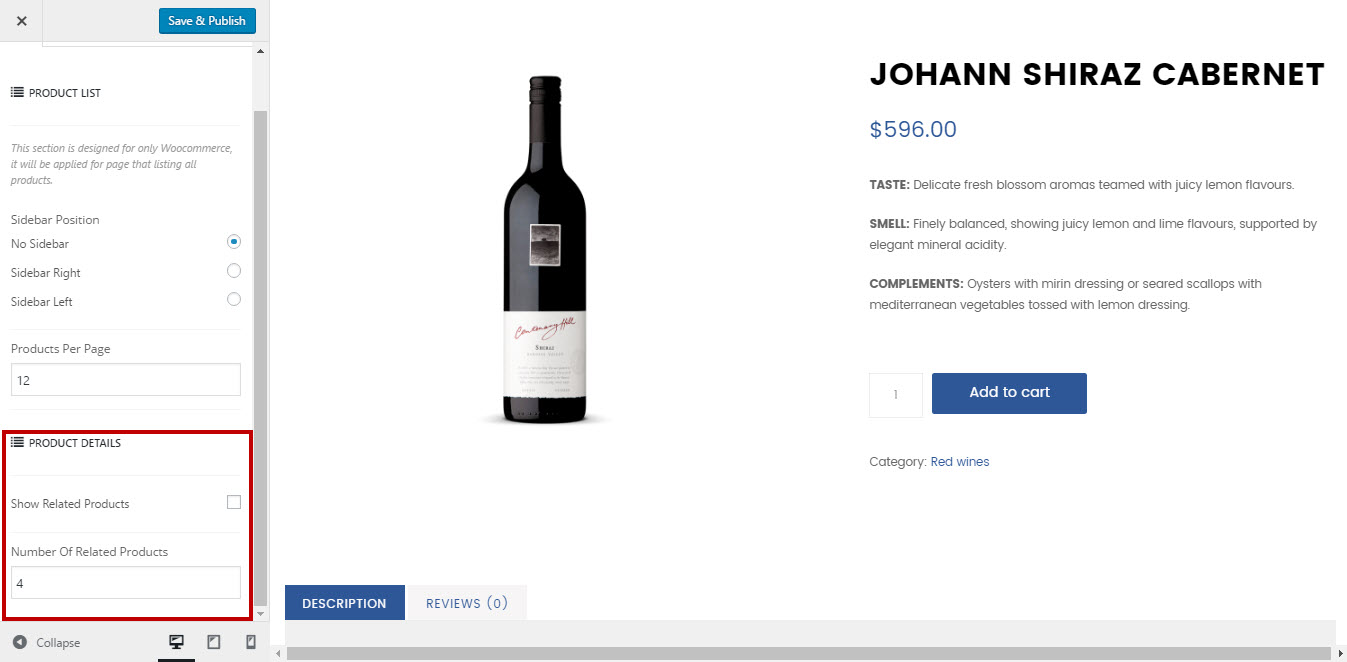 Save & Publish
PRODUCT LIST
This section is designed for only Woocommerce,
it will be applied for page that listing all
products.
Sidebar Position
No Sidebar
Sidebar Right
Sidebar Left
Products Per Page
12
PRODUCT DETAILS
Show Related Products
Number Of Related Products
4
Collapse
JOHANN SHIRAZ CABERNET
$596.00
TASTE: Delicate fresh blossom aromas teamed with juicy lemon flavours.
SMELL: Finely balanced, showing juicy lemon and lime flavours, supported by
elegant mineral acidity.
COMPLEMENTS: Oysters with mirin dressing or seared scallops with
mediterranean vegetables tossed with lemon dressing.
1
Add to cart
Category: Red wines
Centenary Hill
SHIRAZ
DESCRIPTION
REVIEWS (0)